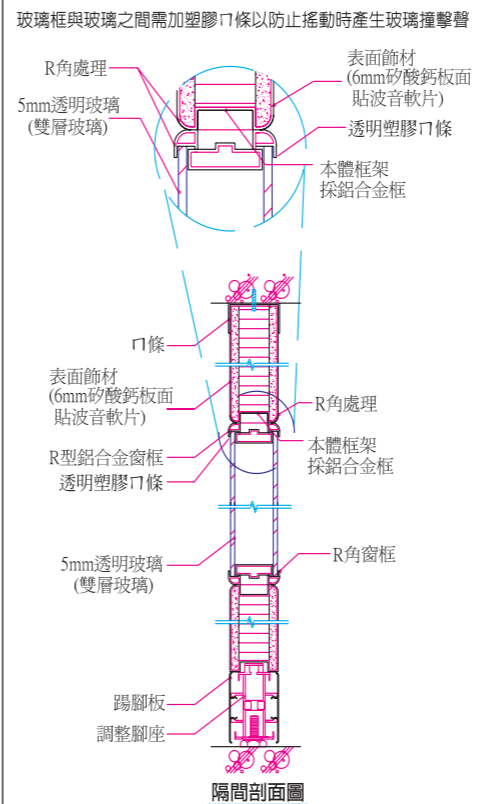 玻璃框與玻璃之間需加塑膠ㄇ條以防止搖動時產生玻璃撞擊聲
R角處理
5mm透明玻璃
(雙層玻璃)
表面飾材
(6mm矽酸鈣板面
貼波音軟片)
透明塑膠ㄇ條
本體框架
採鋁合金框
ㄇ條
表面飾材
(6mm矽酸鈣板面
貼波音軟片)
R角處理
本體框架
採鋁合金框
R型鋁合金窗框
透明塑膠ㄇ條
5mm透明玻璃
(雙層玻璃)
R角窗框
踢腳板
調整腳座
隔間剖面圖